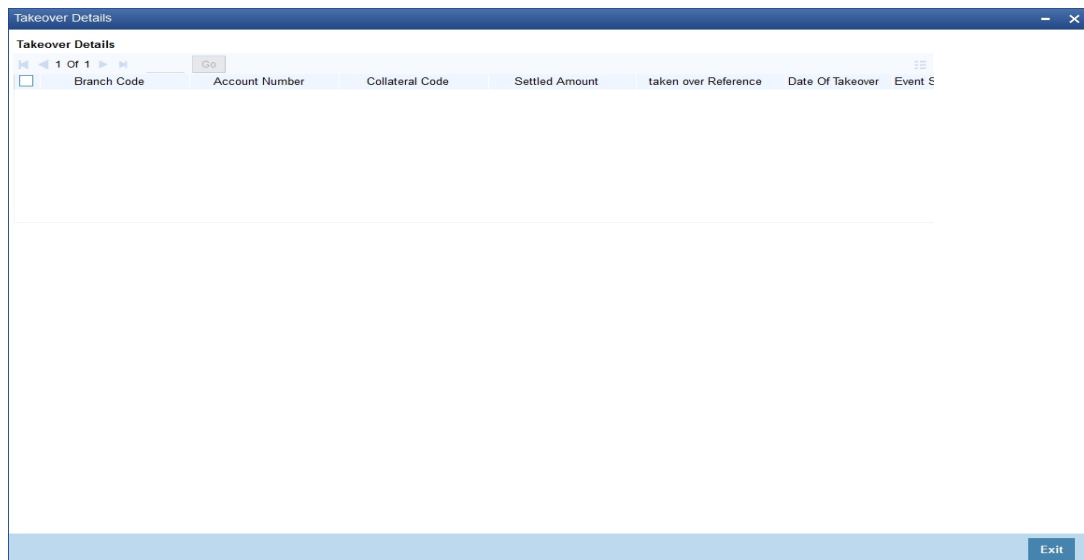 Takeover Details
Takeover Details
1 Of 1 Go
Branch Code Account Number Collateral Code Settled Amount taken over Reference Date Of Takeover Event S
Exit